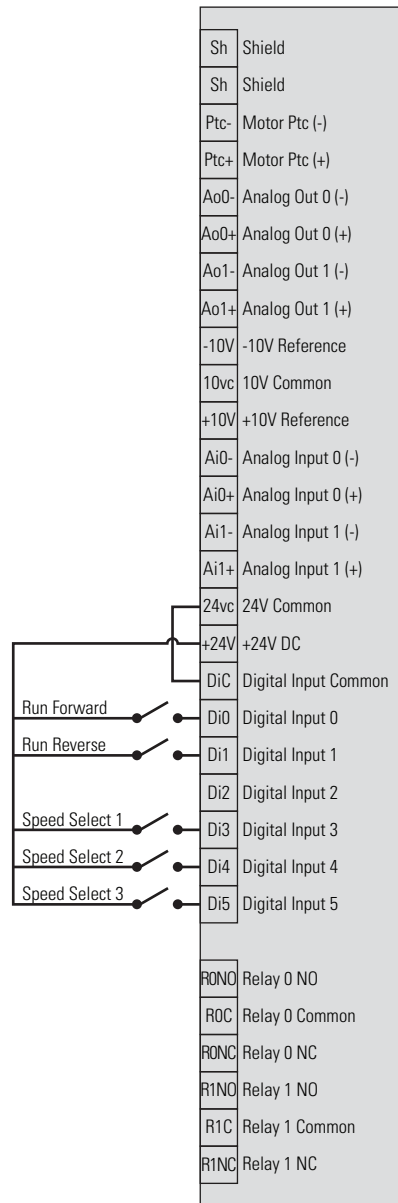 Sh Shield
Sh Shield
Ptc- Motor Ptc (-)
Ptc+ Motor Ptc (+)
Ao0- Analog Out 0 (-)
Ao0+ Analog Out 0 (+)
Ao1- Analog Out 1 (-)
Ao1+ Analog Out 1 (+)
-10V -10V Reference
10vc 10V Common
+10V +10V Reference
Ai0- Analog Input 0 (-)
Ai0+ Analog Input 0 (+)
Ai1- Analog Input 1 (-)
Ai1+ Analog Input 1 (+)
24vc 24V Common
+24V +24V DC
DiC Digital Input Common
Run Forward Di0 Digital Input 0
Run Reverse Di1 Digital Input 1
Di2 Digital Input 2
Speed Select 1 Di3 Digital Input 3
Speed Select 2 Di4 Digital Input 4
Speed Select 3 Di5 Digital Input 5
R0NO Relay 0 NO
R0C Relay 0 Common
R0NC Relay 0 NC
R1NO Relay 1 NO
R1C Relay 1 Common
R1NC Relay 1 NC